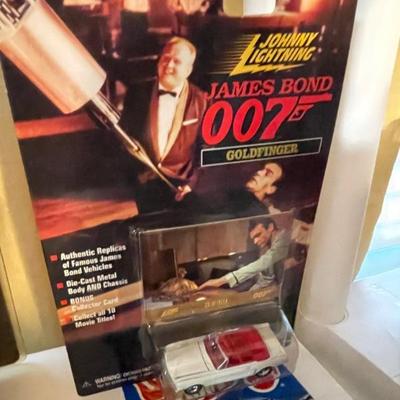 JOHNNY
LIGHTNING
JAMES BOND
007
GOLDFINGER
Authentic Replicas
of Famous James
Bond Vehicles
Die-Cast Metal
Body AND Chassis
BONUS
Collector Card
Collect all 10
Movie Titles!
007
WARNING: